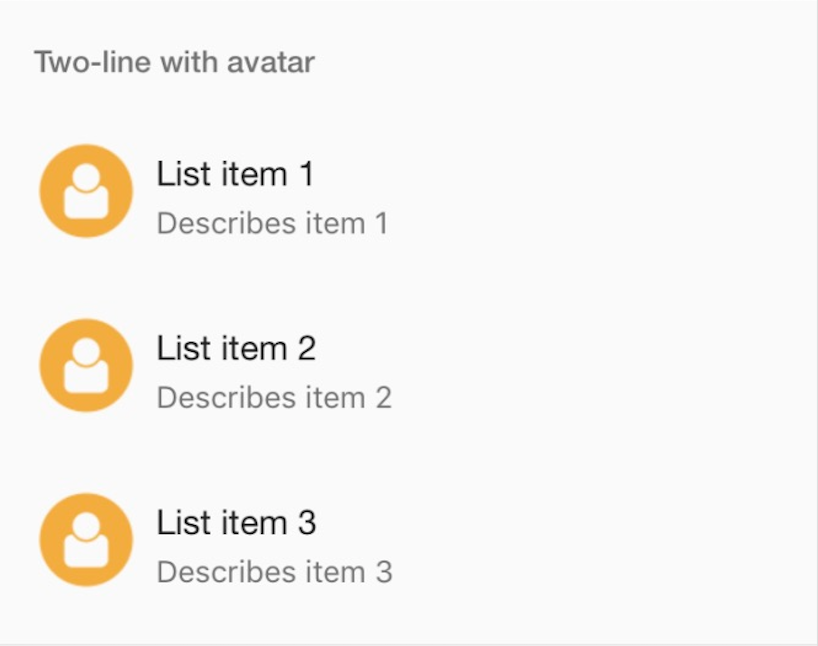 Two-line with avatar
List item 1
Describes item 1
List item 2
Describes item 2
List item 3
Describes item 3